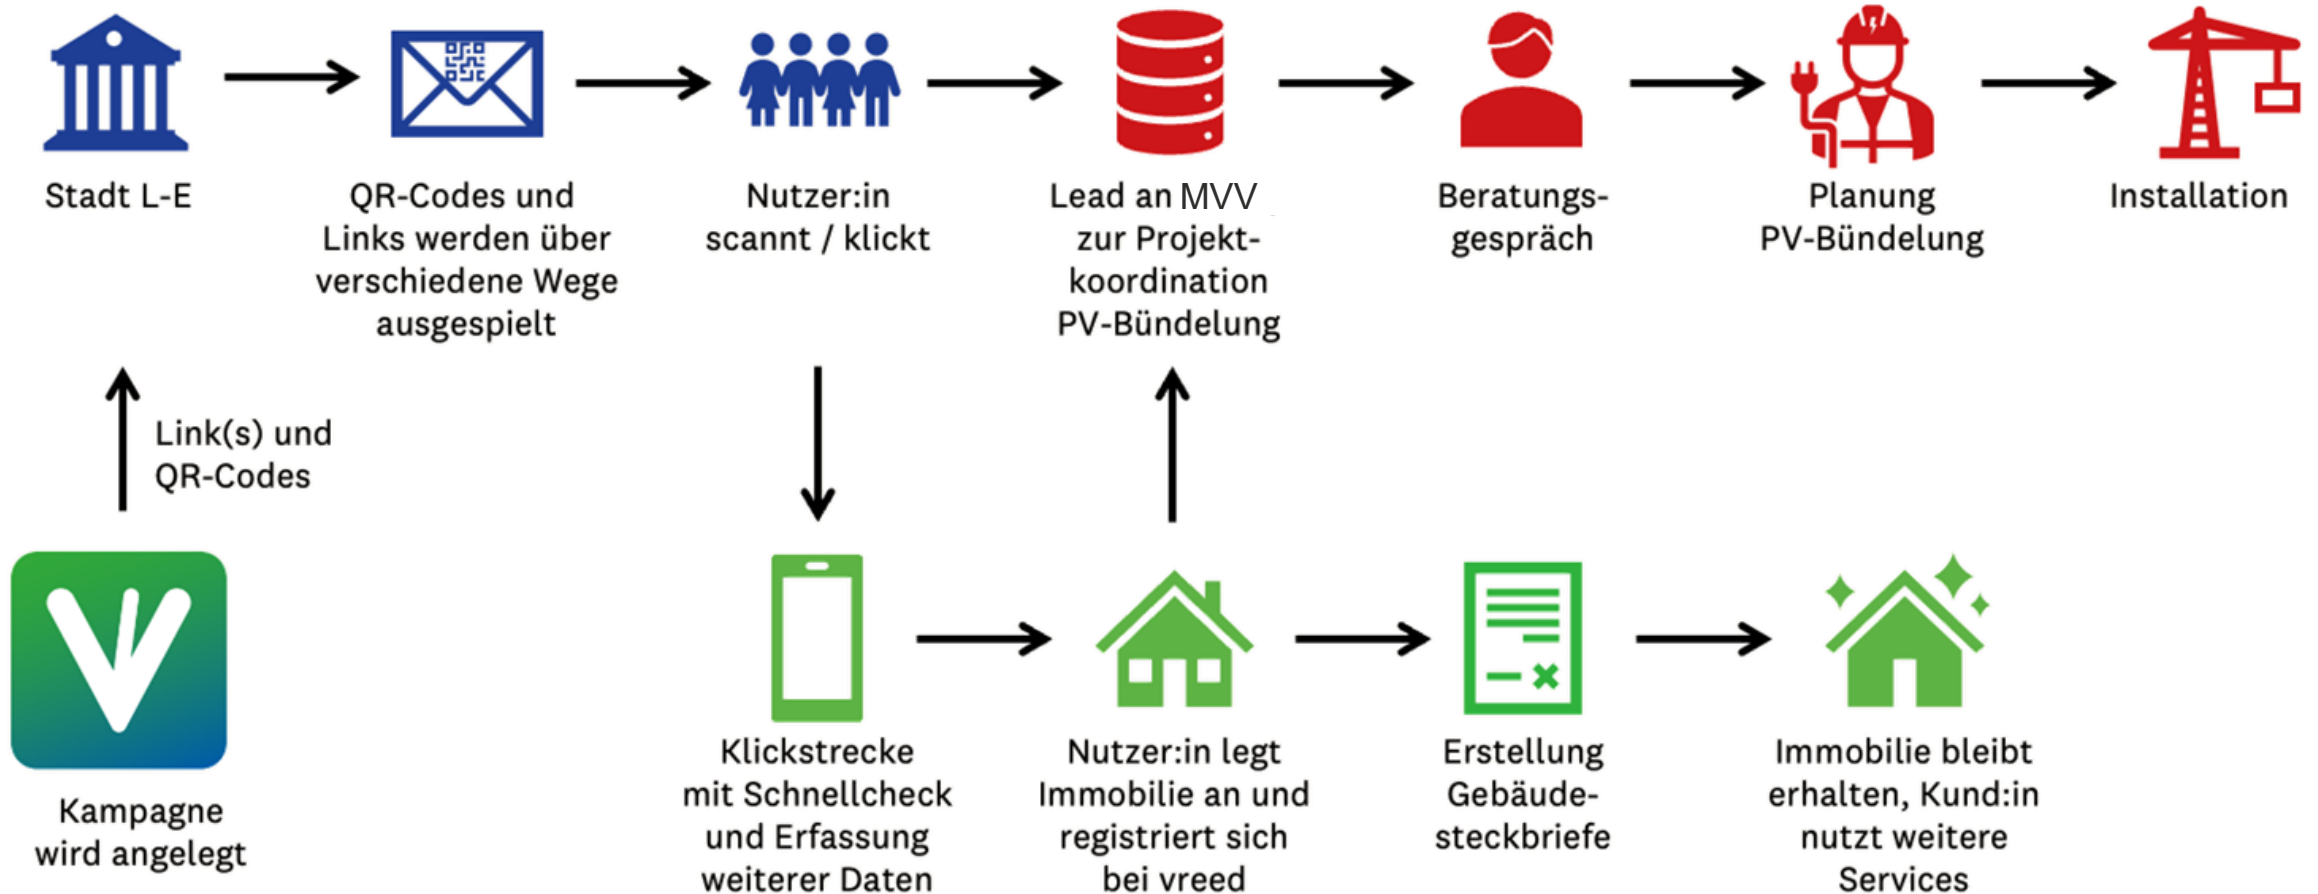 Stadt L-E
QR-Codes und
Links werden über
verschiedene Wege
ausgespielt
Nutzer:in
scannt / klickt
Lead an MVV
zur Projekt-
koordination
PV-Bündelung
Beratungs-
gespräch
Planung
PV-Bündelung
Installation
Link(s) und
QR-Codes
Kampagne
wird angelegt
Klickstrecke
mit Schnellcheck
und Erfassung
weiterer Daten
Nutzer:in legt
Immobilie an und
registriert sich
bei vreed
Erstellung
Gebäude-
steckbriefe
Immobilie bleibt
erhalten, Kund:in
nutzt weitere
Services